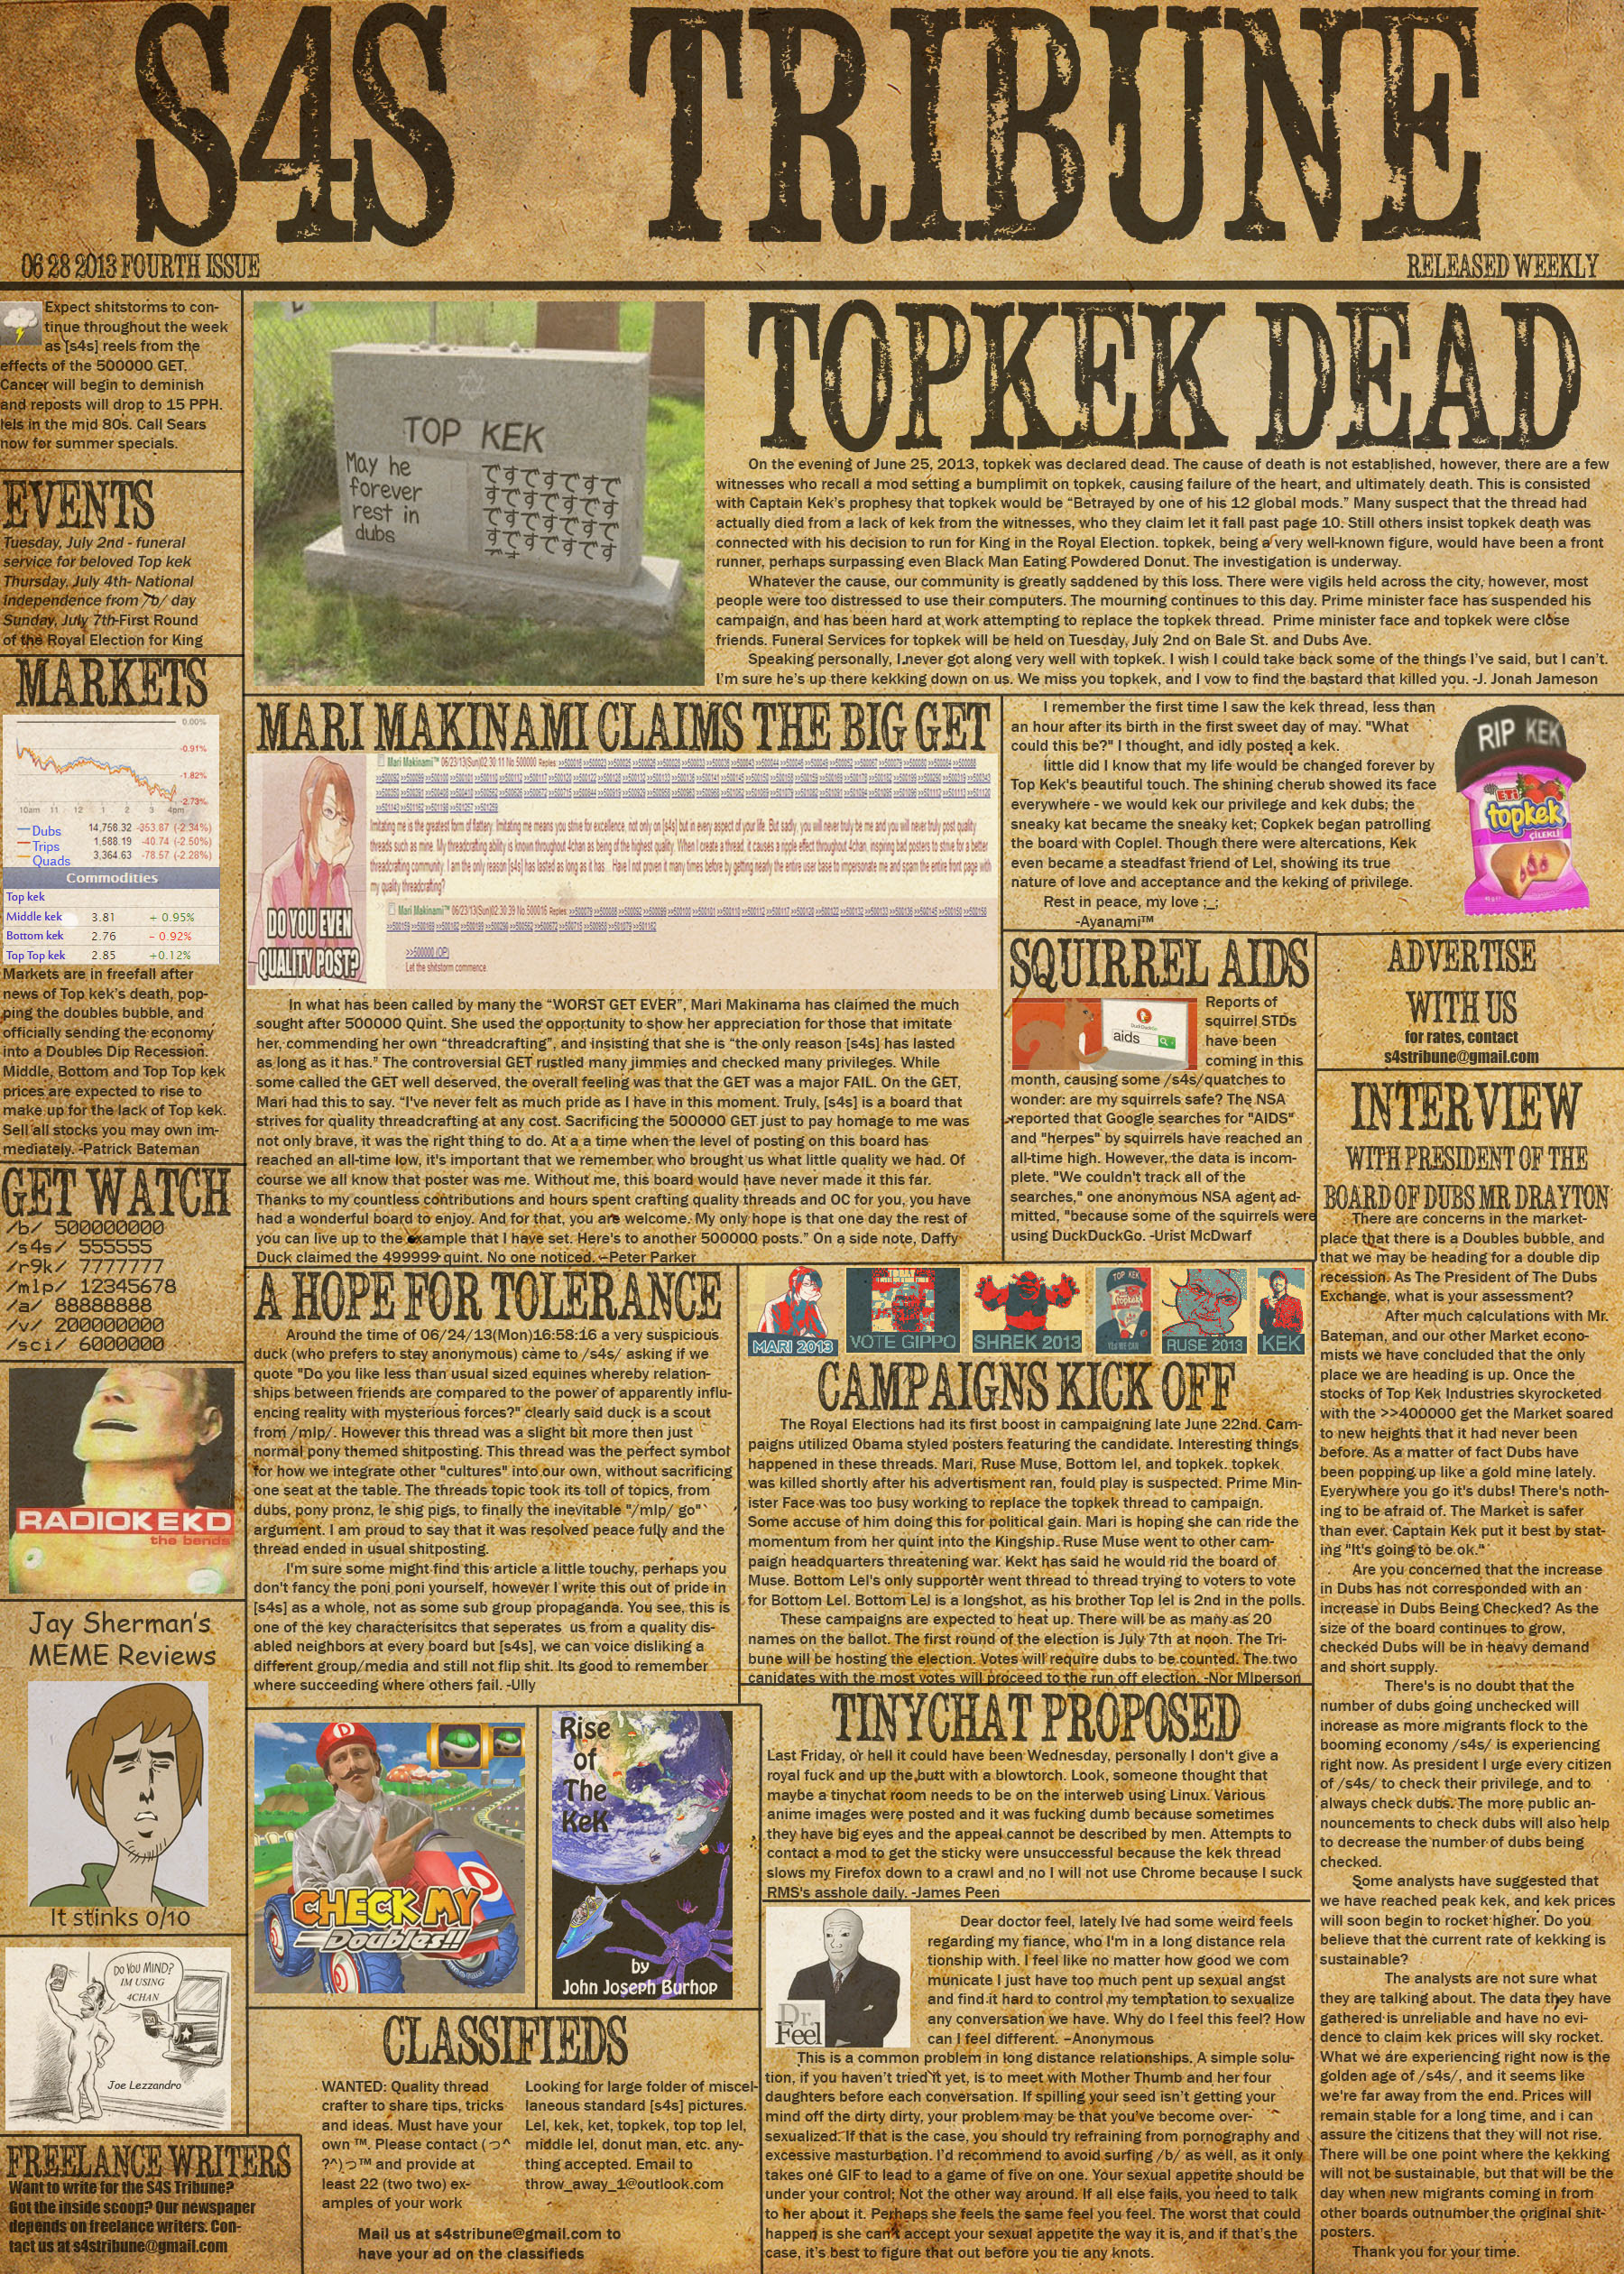 S4S TRIBUNE
06 28 2013 FOURTH ISSUE
RELEASED WEEKLY
Expect shitstorms to con-
tinue throughout the week
as [s4s] reels from the
effects of the 500000 GET.
Cancer will begin to deminish
and reposts will drop to 15 PPH.
lels in the mid 80s. Call Sears
now for summer specials.
EVENTS
Tuesday, July 2nd - funeral
service for beloved Top kek
Thursday, July 4th- National
Independence from /b/ day
Sunday, July 7th-First Round
of the Royal Election for King
MARKETS
0.00%
-0.91%
-1.82%
-2.73%
10am 11 12 1 2 3 4pm
Dubs 14,758.32 -353.87 (-2.34%)
Trips 1,588.19 -40.74 (-2.50%)
Quads 3,364.63 -78.57 (-2.28%)
Commodities
Top kek
Middle kek 3.81 + 0.95%
Bottom kek 2.76 - 0.92%
Top Top kek 2.85 +0.12%
Markets are in freefall after
news of Top kek's death, pop-
ping the doubles bubble, and
officially sending the economy
into a Doubles Dip Recession.
Middle, Bottom and Top Top kek
prices are expected to rise to
make up for the lack of Top kek.
Sell all stocks you may own im-
mediately. -Patrick Bateman
GET WATCH
/b/ 500000000
/s4s/ 555555
/r9k/ 7777777
/mlp/ 12345678
/a/ 88888888
/v/ 200000000
/sci/ 6000000
RADIOKEKD
the bends
Jay Sherman's
MEME Reviews
It stinks 0/10
DO YOU MIND?
IM USING
4CHAN
NSA
Joe Lezzandro
FREELANCE WRITERS
Want to write for the S4S Tribune?
Got the inside scoop? Our newspaper
depends on freelance writers. Con-
tact us at s4stribune@gmail.com
TOP KEK
May he
forever
rest in
dubs
ですですですで
すですですです
ですですですで
すですですです
です
TOPKEK DEAD
On the evening of June 25, 2013, topkek was declared dead. The cause of death is not established, however, there are a few
witnesses who recall a mod setting a bumplimit on topkek, causing failure of the heart, and ultimately death. This is consisted
with Captain Kek's prophesy that topkek would be “Betrayed by one of his 12 global mods.” Many suspect that the thread had
actually died from a lack of kek from the witnesses, who they claim let it fall past page 10. Still others insist topkek death was
connected with his decision to run for King in the Royal Election. topkek, being a very well-known figure, would have been a front
runner, perhaps surpassing even Black Man Eating Powdered Donut. The investigation is underway.
Whatever the cause, our community is greatly saddened by this loss. There were vigils held across the city, however, most
people were too distressed to use their computers. The mourning continues to this day. Prime minister face has suspended his
campaign, and has been hard at work attempting to replace the topkek thread. Prime minister face and topkek were close
friends. Funeral Services for topkek will be held on Tuesday, July 2nd on Bale St. and Dubs Ave.
Speaking personally, I never got along very well with topkek. I wish I could take back some of the things I've said, but I can't.
I'm sure he's up there kekking down on us. We miss you topkek, and I vow to find the bastard that killed you. -J. Jonah Jameson
MARI MAKINAMI CLAIMS THE BIG GET
Mari Makinami™ 06/23/13(Sun)02:30:11 No.500000 Replies:
Imitating me is the greatest form of flattery. Imitating me means you strive for excellence, not only on [s4s] but in every aspect of your life. But sadly, you will never truly be me and you will never truly post quality
threads such as mine. My threadcrafting ability is known throughout 4chan as being of the highest quality. When I create a thread, it causes a ripple effect throughout 4chan, inspiring bad posters to strive for a better
threadcrafting community. I am the only reason [s4s] has lasted as long as it has... Have I not proven it many times before by getting nearly the entire user base to impersonate me and spam the entire front page with
my quality threadcrafting?
DO YOU EVEN
QUALITY POST?
Mari Makinami™ 06/23/13(Sun)02:30:39 No.500016 Replies:
>>500000 (OP)
Let the shitstorm commence.
In what has been called by many the “WORST GET EVER”, Mari Makinama has claimed the much
sought after 500000 Quint. She used the opportunity to show her appreciation for those that imitate
her, commending her own “threadcrafting”, and insisting that she is “the only reason [s4s] has lasted
as long as it has.” The controversial GET rustled many jimmies and checked many privileges. While
some called the GET well deserved, the overall feeling was that the GET was a major FAIL. On the GET,
Mari had this to say. “I've never felt as much pride as I have in this moment. Truly, [s4s] is a board that
strives for quality threadcrafting at any cost. Sacrificing the 500000 GET just to pay homage to me was
not only brave, it was the right thing to do. At a a time when the level of posting on this board has
reached an all-time low, it's important that we remember who brought us what little quality we had. Of
course we all know that poster was me. Without me, this board would have never made it this far.
Thanks to my countless contributions and hours spent crafting quality threads and OC for you, you have
had a wonderful board to enjoy. And for that, you are welcome. My only hope is that one day the rest of
you can live up to the example that I have set. Here's to another 500000 posts.” On a side note, Daffy
Duck claimed the 499999 quint. No one noticed. –Peter Parker
I remember the first time I saw the kek thread, less than
an hour after its birth in the first sweet day of may. "What
could this be?" I thought, and idly posted a kek.
little did I know that my life would be changed forever by
Top Kek's beautiful touch. The shining cherub showed its face
everywhere - we would kek our privilege and kek dubs; the
sneaky kat became the sneaky ket; Copkek began patrolling
the board with Coplel. Though there were altercations, Kek
even became a steadfast friend of Lel, showing its true
nature of love and acceptance and the keking of privilege.
Rest in peace, my love ;_;
-Ayanami™
RIP KEK
ETİ
topkek
ÇİLEKLİ
SQUIRREL AIDS
DuckDuckGo
aids
Reports of
squirrel STDs
have been
coming in this
month, causing some /s4s/quatches to
wonder: are my squirrels safe? The NSA
reported that Google searches for "AIDS"
and "herpes" by squirrels have reached an
all-time high. However, the data is incom-
plete. "We couldn't track all of the
searches," one anonymous NSA agent ad-
mitted, "because some of the squirrels were
using DuckDuckGo. -Urist McDwarf
ADVERTISE
WITH US
for rates, contact
s4stribune@gmail.com
INTERVIEW
WITH PRESIDENT OF THE
BOARD OF DUBS MR DRAYTON
There are concerns in the market-
place that there is a Doubles bubble, and
that we may be heading for a double dip
recession. As The President of The Dubs
Exchange, what is your assessment?
After much calculations with Mr.
Bateman, and our other Market econo-
mists we have concluded that the only
place we are heading is up. Once the
stocks of Top Kek Industries skyrocketed
with the >>400000 get the Market soared
to new heights that it had never been
before. As a matter of fact Dubs have
been popping up like a gold mine lately.
Everywhere you go it's dubs! There's noth-
ing to be afraid of. The Market is safer
than ever. Captain Kek put it best by stat-
ing "It's going to be ok."
Are you concerned that the increase
in Dubs has not corresponded with an
increase in Dubs Being Checked? As the
size of the board continues to grow,
checked Dubs will be in heavy demand
and short supply.
There's is no doubt that the
number of dubs going unchecked will
increase as more migrants flock to the
booming economy /s4s/ is experiencing
right now. As president I urge every citizen
of /s4s/ to check their privilege, and to
always check dubs. The more public an-
nouncements to check dubs will also help
to decrease the number of dubs being
checked.
Some analysts have suggested that
we have reached peak kek, and kek prices
will soon begin to rocket higher. Do you
believe that the current rate of kekking is
sustainable?
The analysts are not sure what
they are talking about. The data they have
gathered is unreliable and have no evi-
dence to claim kek prices will sky rocket.
What we are experiencing right now is the
golden age of /s4s/, and it seems like
we're far away from the end. Prices will
remain stable for a long time, and i can
assure the citizens that they will not rise.
There will be one point where the kekking
will not be sustainable, but that will be the
day when new migrants coming in from
other boards outnumber the original shit-
posters.
Thank you for your time.
A HOPE FOR TOLERANCE
Around the time of 06/24/13(Mon)16:58:16 a very suspicious
duck (who prefers to stay anonymous) came to /s4s/ asking if we
quote "Do you like less than usual sized equines whereby relation-
ships between friends are compared to the power of apparently influ-
encing reality with mysterious forces?" clearly said duck is a scout
from /mlp/. However this thread was a slight bit more then just
normal pony themed shitposting. This thread was the perfect symbol
for how we integrate other "cultures" into our own, without sacrificing
one seat at the table. The threads topic took its toll of topics, from
dubs, pony pronz, le shig pigs, to finally the inevitable "/mlp/ go"
argument. I am proud to say that it was resolved peace fully and the
thread ended in usual shitposting.
I'm sure some might find this article a little touchy, perhaps you
don't fancy the poni poni yourself, however I write this out of pride in
[s4s] as a whole, not as some sub group propaganda. You see, this is
one of the key characterisitcs that seperates us from a quality dis-
abled neighbors at every board but [s4s], we can voice disliking a
different group/media and still not flip shit. Its good to remember
where succeeding where others fail. -Ully
MARI 2013
VOTE GIPPO
SHREK 2013
TOP KEK
YES WE CAN
RUSE 2013
KEK
CAMPAIGNS KICK OFF
The Royal Elections had its first boost in campaigning late June 22nd. Cam-
paigns utilized Obama styled posters featuring the candidate. Interesting things
happened in these threads. Mari, Ruse Muse, Bottom lel, and topkek. topkek
was killed shortly after his advertisment ran, fould play is suspected. Prime Min-
ister Face was too busy working to replace the topkek thread to campaign.
Some accuse of him doing this for political gain. Mari is hoping she can ride the
momentum from her quint into the Kingship. Ruse Muse went to other cam-
paign headquarters threatening war. Kekt has said he would rid the board of
Muse. Bottom Lel's only supporter went thread to thread trying to voters to vote
for Bottom Lel. Bottom Lel is a longshot, as his brother Top lel is 2nd in the polls.
These campaigns are expected to heat up. There will be as many as 20
names on the ballot. The first round of the election is July 7th at noon. The Tri-
bune will be hosting the election. Votes will require dubs to be counted. The two
canidates with the most votes will proceed to the run off election. -Nor Mlperson
CHECK MY
Doubles!!
Rise
of
The
KeK
by
John Joseph Burhop
TINYCHAT PROPOSED
Last Friday, or hell it could have been Wednesday, personally I don't give a
royal fuck and up the butt with a blowtorch. Look, someone thought that
maybe a tinychat room needs to be on the interweb using Linux. Various
anime images were posted and it was fucking dumb because sometimes
they have big eyes and the appeal cannot be described by men. Attempts to
contact a mod to get the sticky were unsuccessful because the kek thread
slows my Firefox down to a crawl and no I will not use Chrome because I suck
RMS's asshole daily. -James Peen
Dr.
Feel
Dear doctor feel, lately Ive had some weird feels
regarding my fiance, who I'm in a long distance rela
tionship with. I feel like no matter how good we com
municate I just have too much pent up sexual angst
and find it hard to control my temptation to sexualize
any conversation we have. Why do I feel this feel? How
can I feel different. –Anonymous
This is a common problem in long distance relationships. A simple solu-
tion, if you haven't tried it yet, is to meet with Mother Thumb and her four
daughters before each conversation. If spilling your seed isn't getting your
mind off the dirty dirty, your problem may be that you've become over-
sexualized. If that is the case, you should try refraining from pornography and
excessive masturbation. I'd recommend to avoid surfing /b/ as well, as it only
takes one GIF to lead to a game of five on one. Your sexual appetite should be
under your control; Not the other way around. If all else fails, you need to talk
to her about it. Perhaps she feels the same feel you feel. The worst that could
happen is she can't accept your sexual appetite the way it is, and if that's the
case, it's best to figure that out before you tie any knots.
CLASSIFIEDS
WANTED: Quality thread
crafter to share tips, tricks
and ideas. Must have your
own ™. Please contact (っ^
?^)っ™ and provide at
least 22 (two two) ex-
amples of your work
Looking for large folder of miscel-
laneous standard [s4s] pictures.
Lel, kek, ket, topkek, top top lel,
middle lel, donut man, etc. any-
thing accepted. Email to
throw_away_1@outlook.com
Mail us at s4stribune@gmail.com to
have your ad on the classifieds